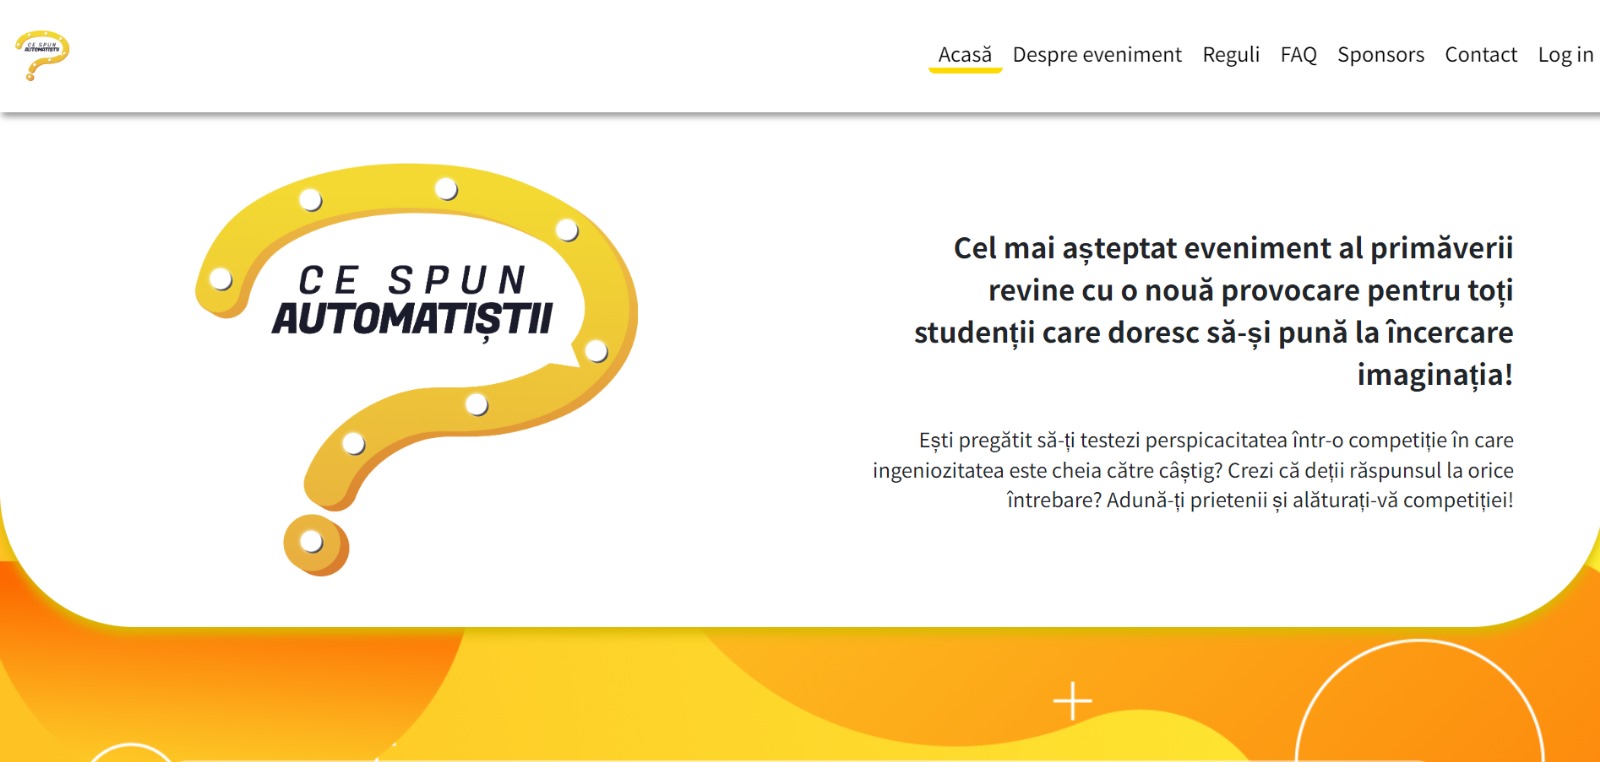 CE SPUN
AUTOMATIȘTII
Acasă Despre eveniment Reguli FAQ Sponsors Contact Log in
CE SPUN
AUTOMATIȘTII
Cel mai așteptat eveniment al primăverii
revine cu o nouă provocare pentru toți
studenții care doresc să-și pună la încercare
imaginația!
Ești pregătit să-ți testezi perspicacitatea într-o competiție în care
ingeniozitatea este cheia către câștig? Crezi că deții răspunsul la orice
întrebare? Adună-ți prietenii și alăturați-vă competiției!